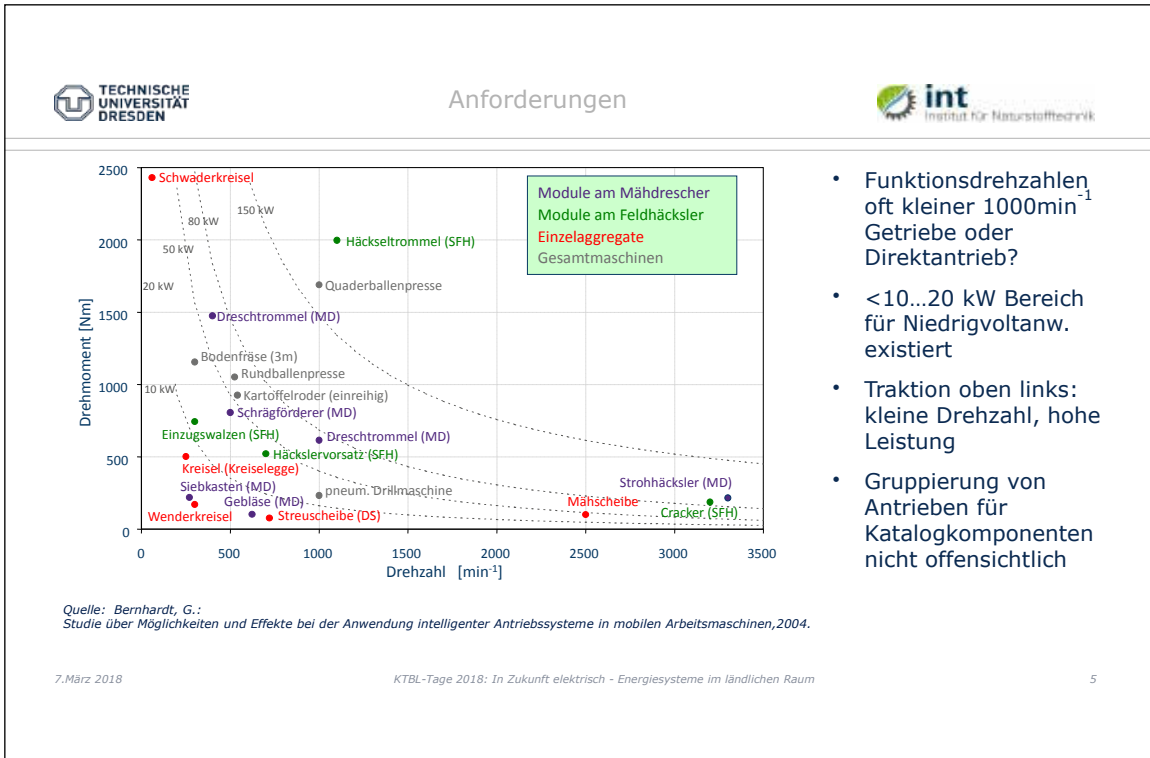 TECHNISCHE
UNIVERSITÄT
DRESDEN
Anforderungen
int
Institut für Naturstofftechnik
2500
2000
1500
1000
500
0
Drehmoment [Nm]
0
500
1000
1500
2000
2500
3000
3500
Drehzahl [min⁻¹]
Schwaderkreisel
150 kW
80 kW
50 kW
20 kW
10 kW
Module am Mähdrescher
Module am Feldhäcksler
Einzelaggregate
Gesamtmaschinen
Häckseltrommel (SFH)
Quaderballenpresse
Dreschtrommel (MD)
Bodenfräse (3m)
Rundballenpresse
Kartoffelroder (einreihig)
Schrägförderer (MD)
Einzugswalzen (SFH)
Dreschtrommel (MD)
Häckslervorsatz (SFH)
Kreisel (Kreiselegge)
Siebkasten (MD)
Gebläse (MD)
pneum. Drillmaschine
Wenderkreisel
Streuscheibe (DS)
Strohhäcksler (MD)
Mähscheibe
Cracker (SFH)
• Funktionsdrehzahlen
oft kleiner 1000min⁻¹
Getriebe oder
Direktantrieb?
• <10...20 kW Bereich
für Niedrigvoltanw.
existiert
• Traktion oben links:
kleine Drehzahl, hohe
Leistung
• Gruppierung von
Antrieben für
Katalogkomponenten
nicht offensichtlich
Quelle: Bernhardt, G.:
Studie über Möglichkeiten und Effekte bei der Anwendung intelligenter Antriebssysteme in mobilen Arbeitsmaschinen,2004.
7.März 2018
KTBL-Tage 2018: In Zukunft elektrisch - Energiesysteme im ländlichen Raum
5